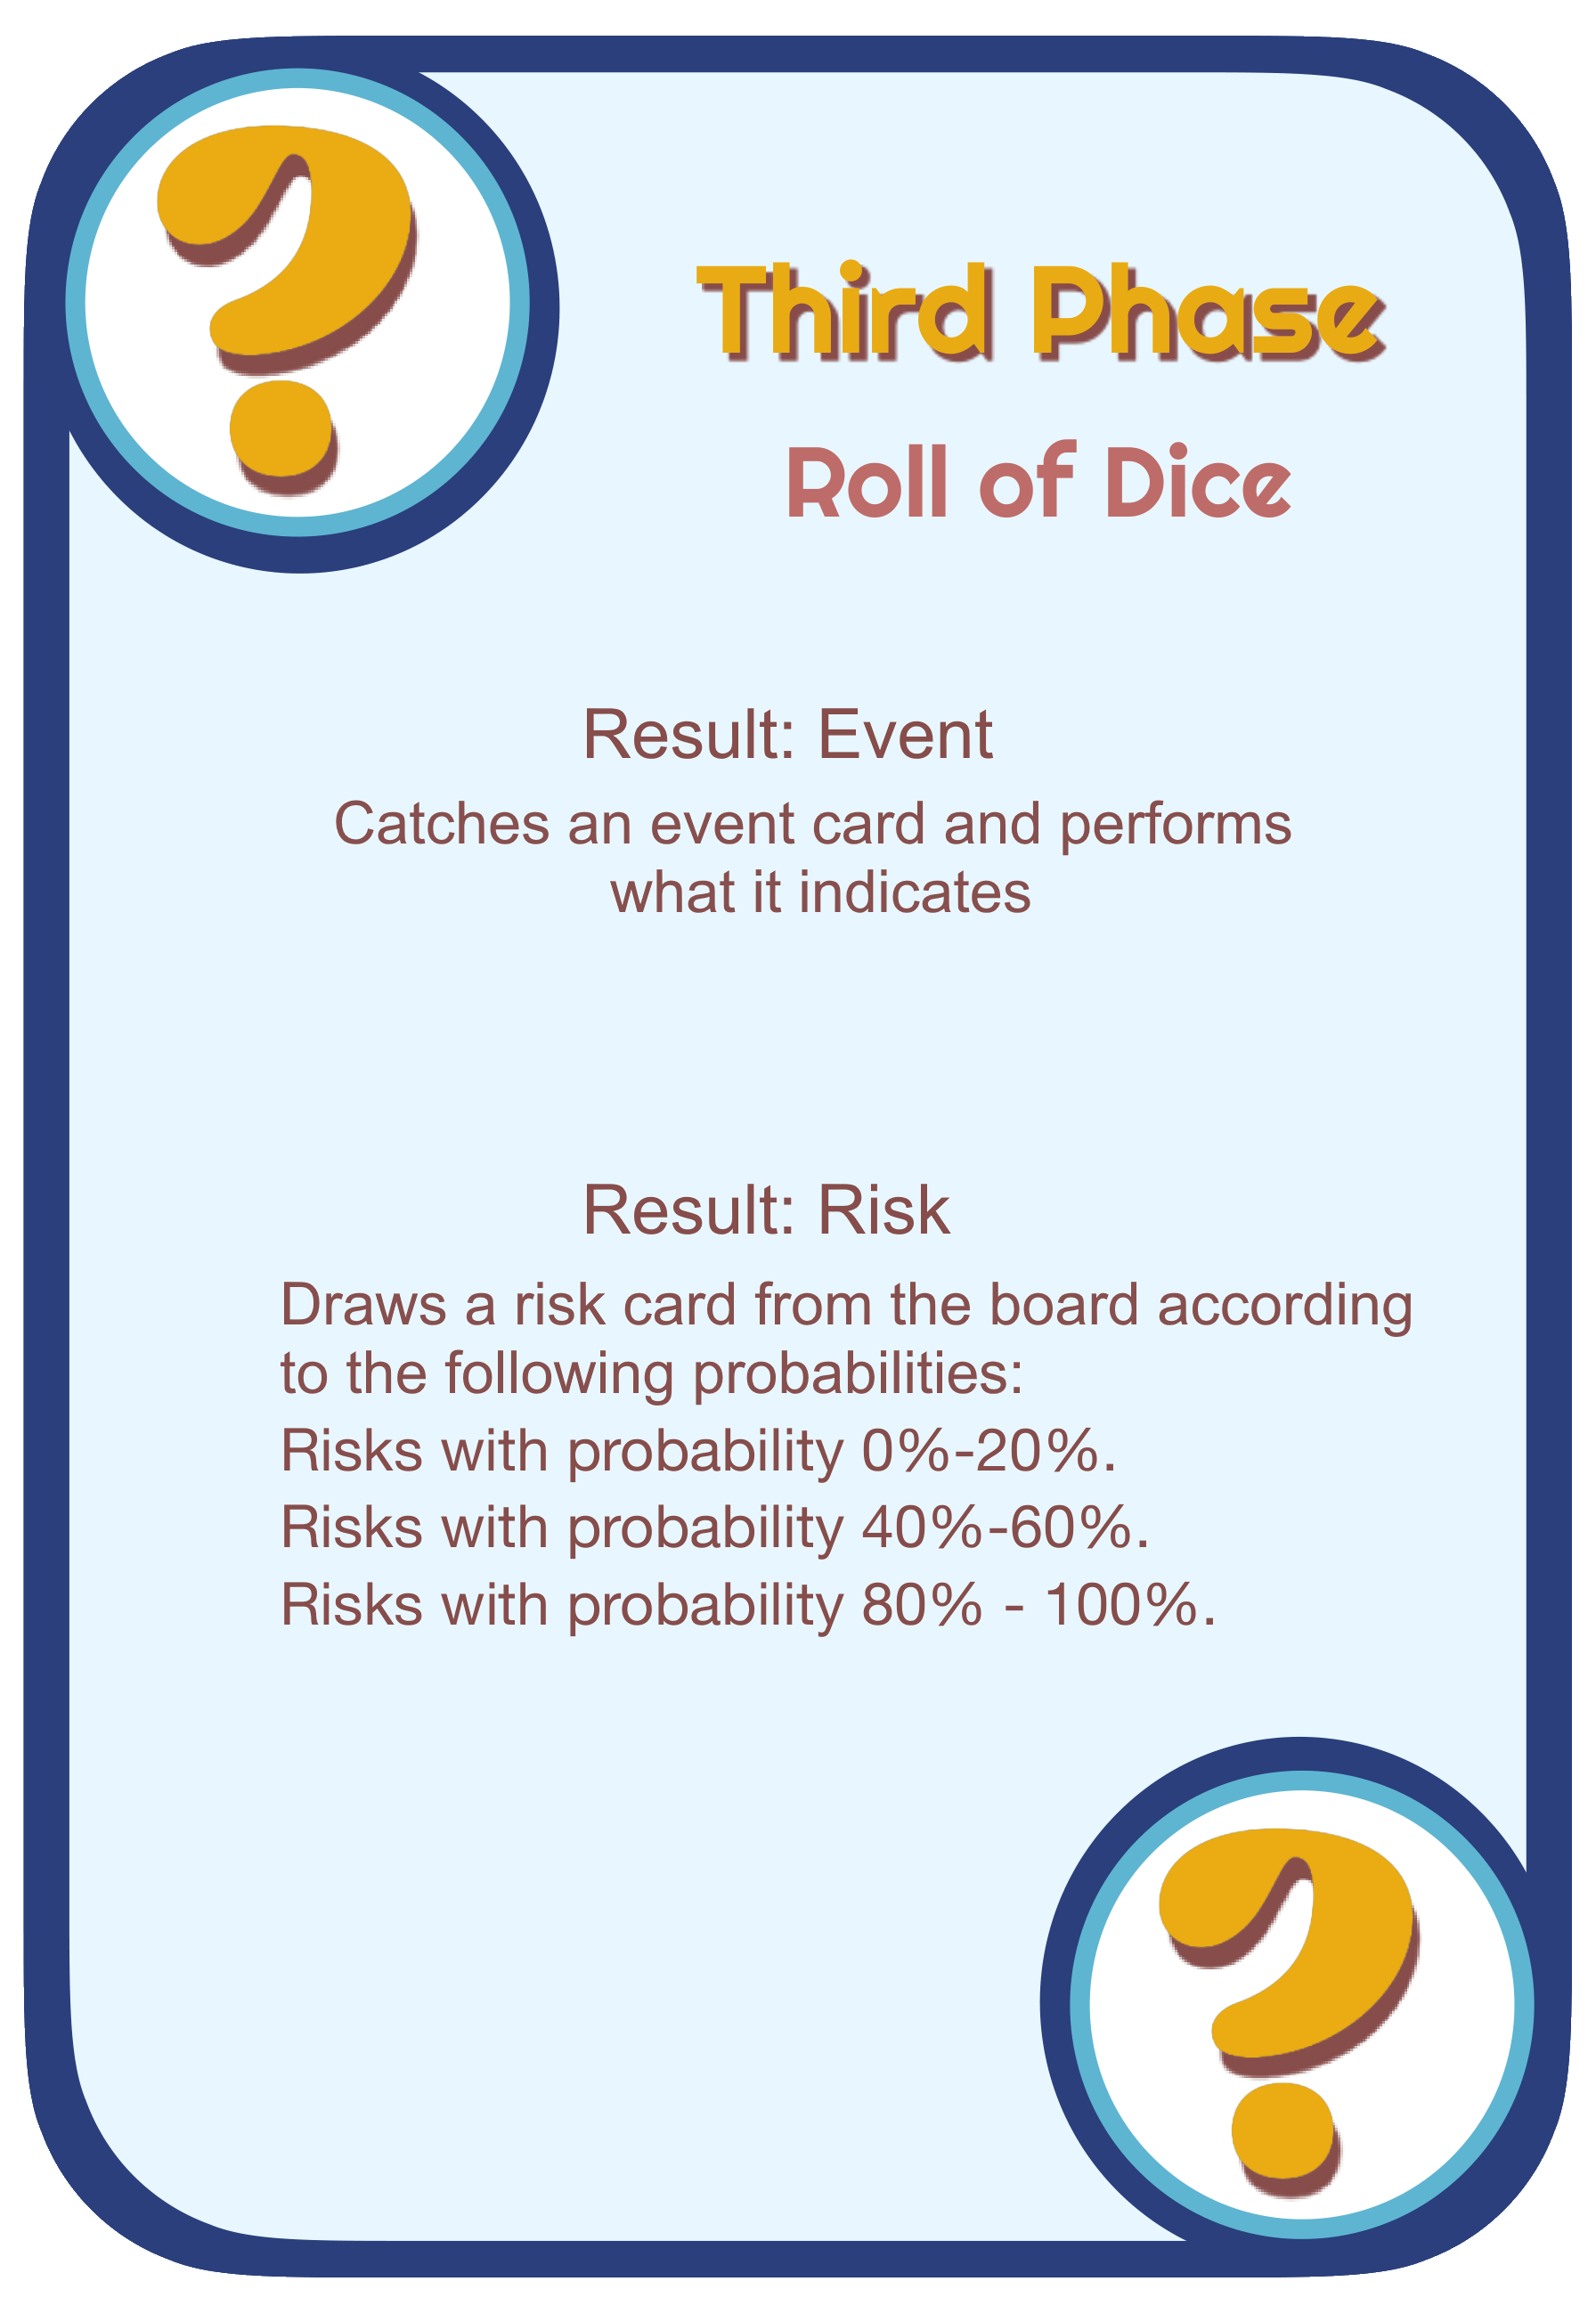 ?
Third Phase
Roll of Dice
Result: Event
Catches an event card and performs
what it indicates
Result: Risk
Draws a risk card from the board according
to the following probabilities:
Risks with probability 0%-20%.
Risks with probability 40%-60%.
Risks with probability 80% - 100%.
?